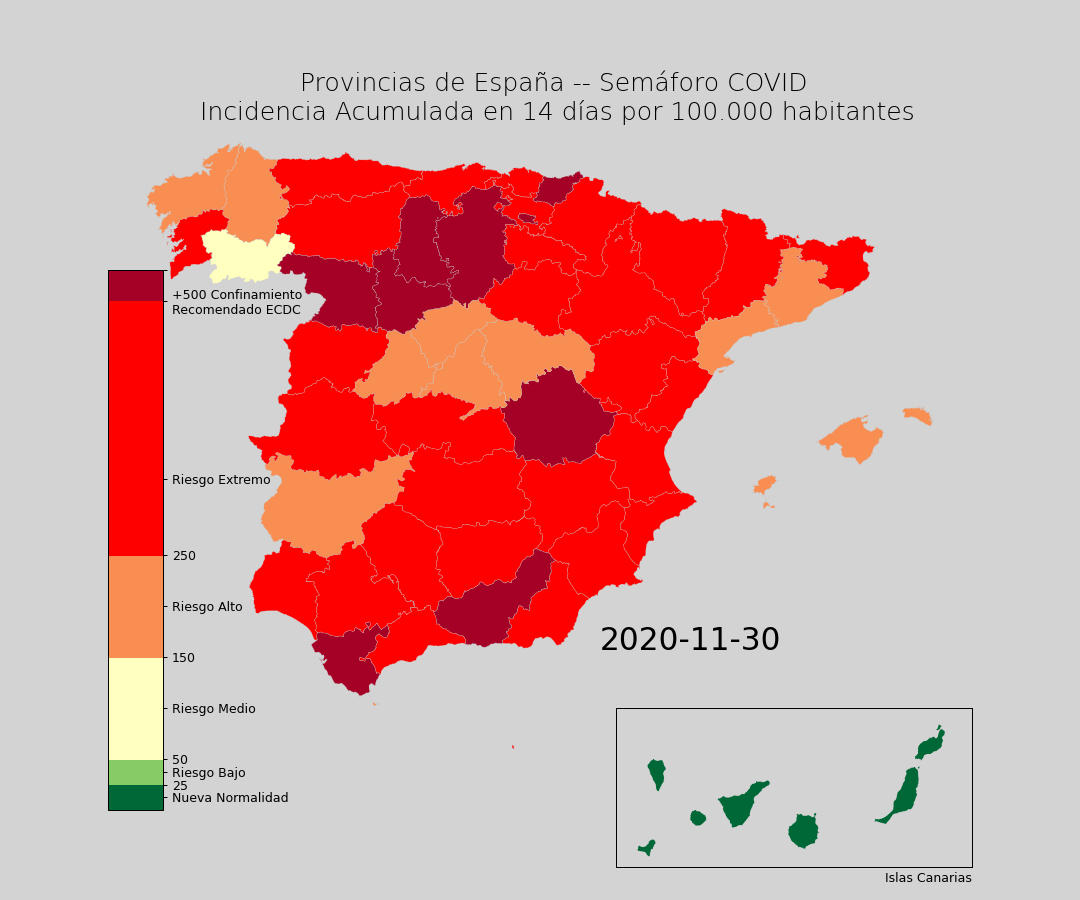 Provincias de España -- Semáforo COVID
Incidencia Acumulada en 14 días por 100.000 habitantes
+500 Confinamiento
Recomendado ECDC
Riesgo Extremo
250
Riesgo Alto
150
Riesgo Medio
50
Riesgo Bajo
25
Nueva Normalidad
2020-11-30
Islas Canarias